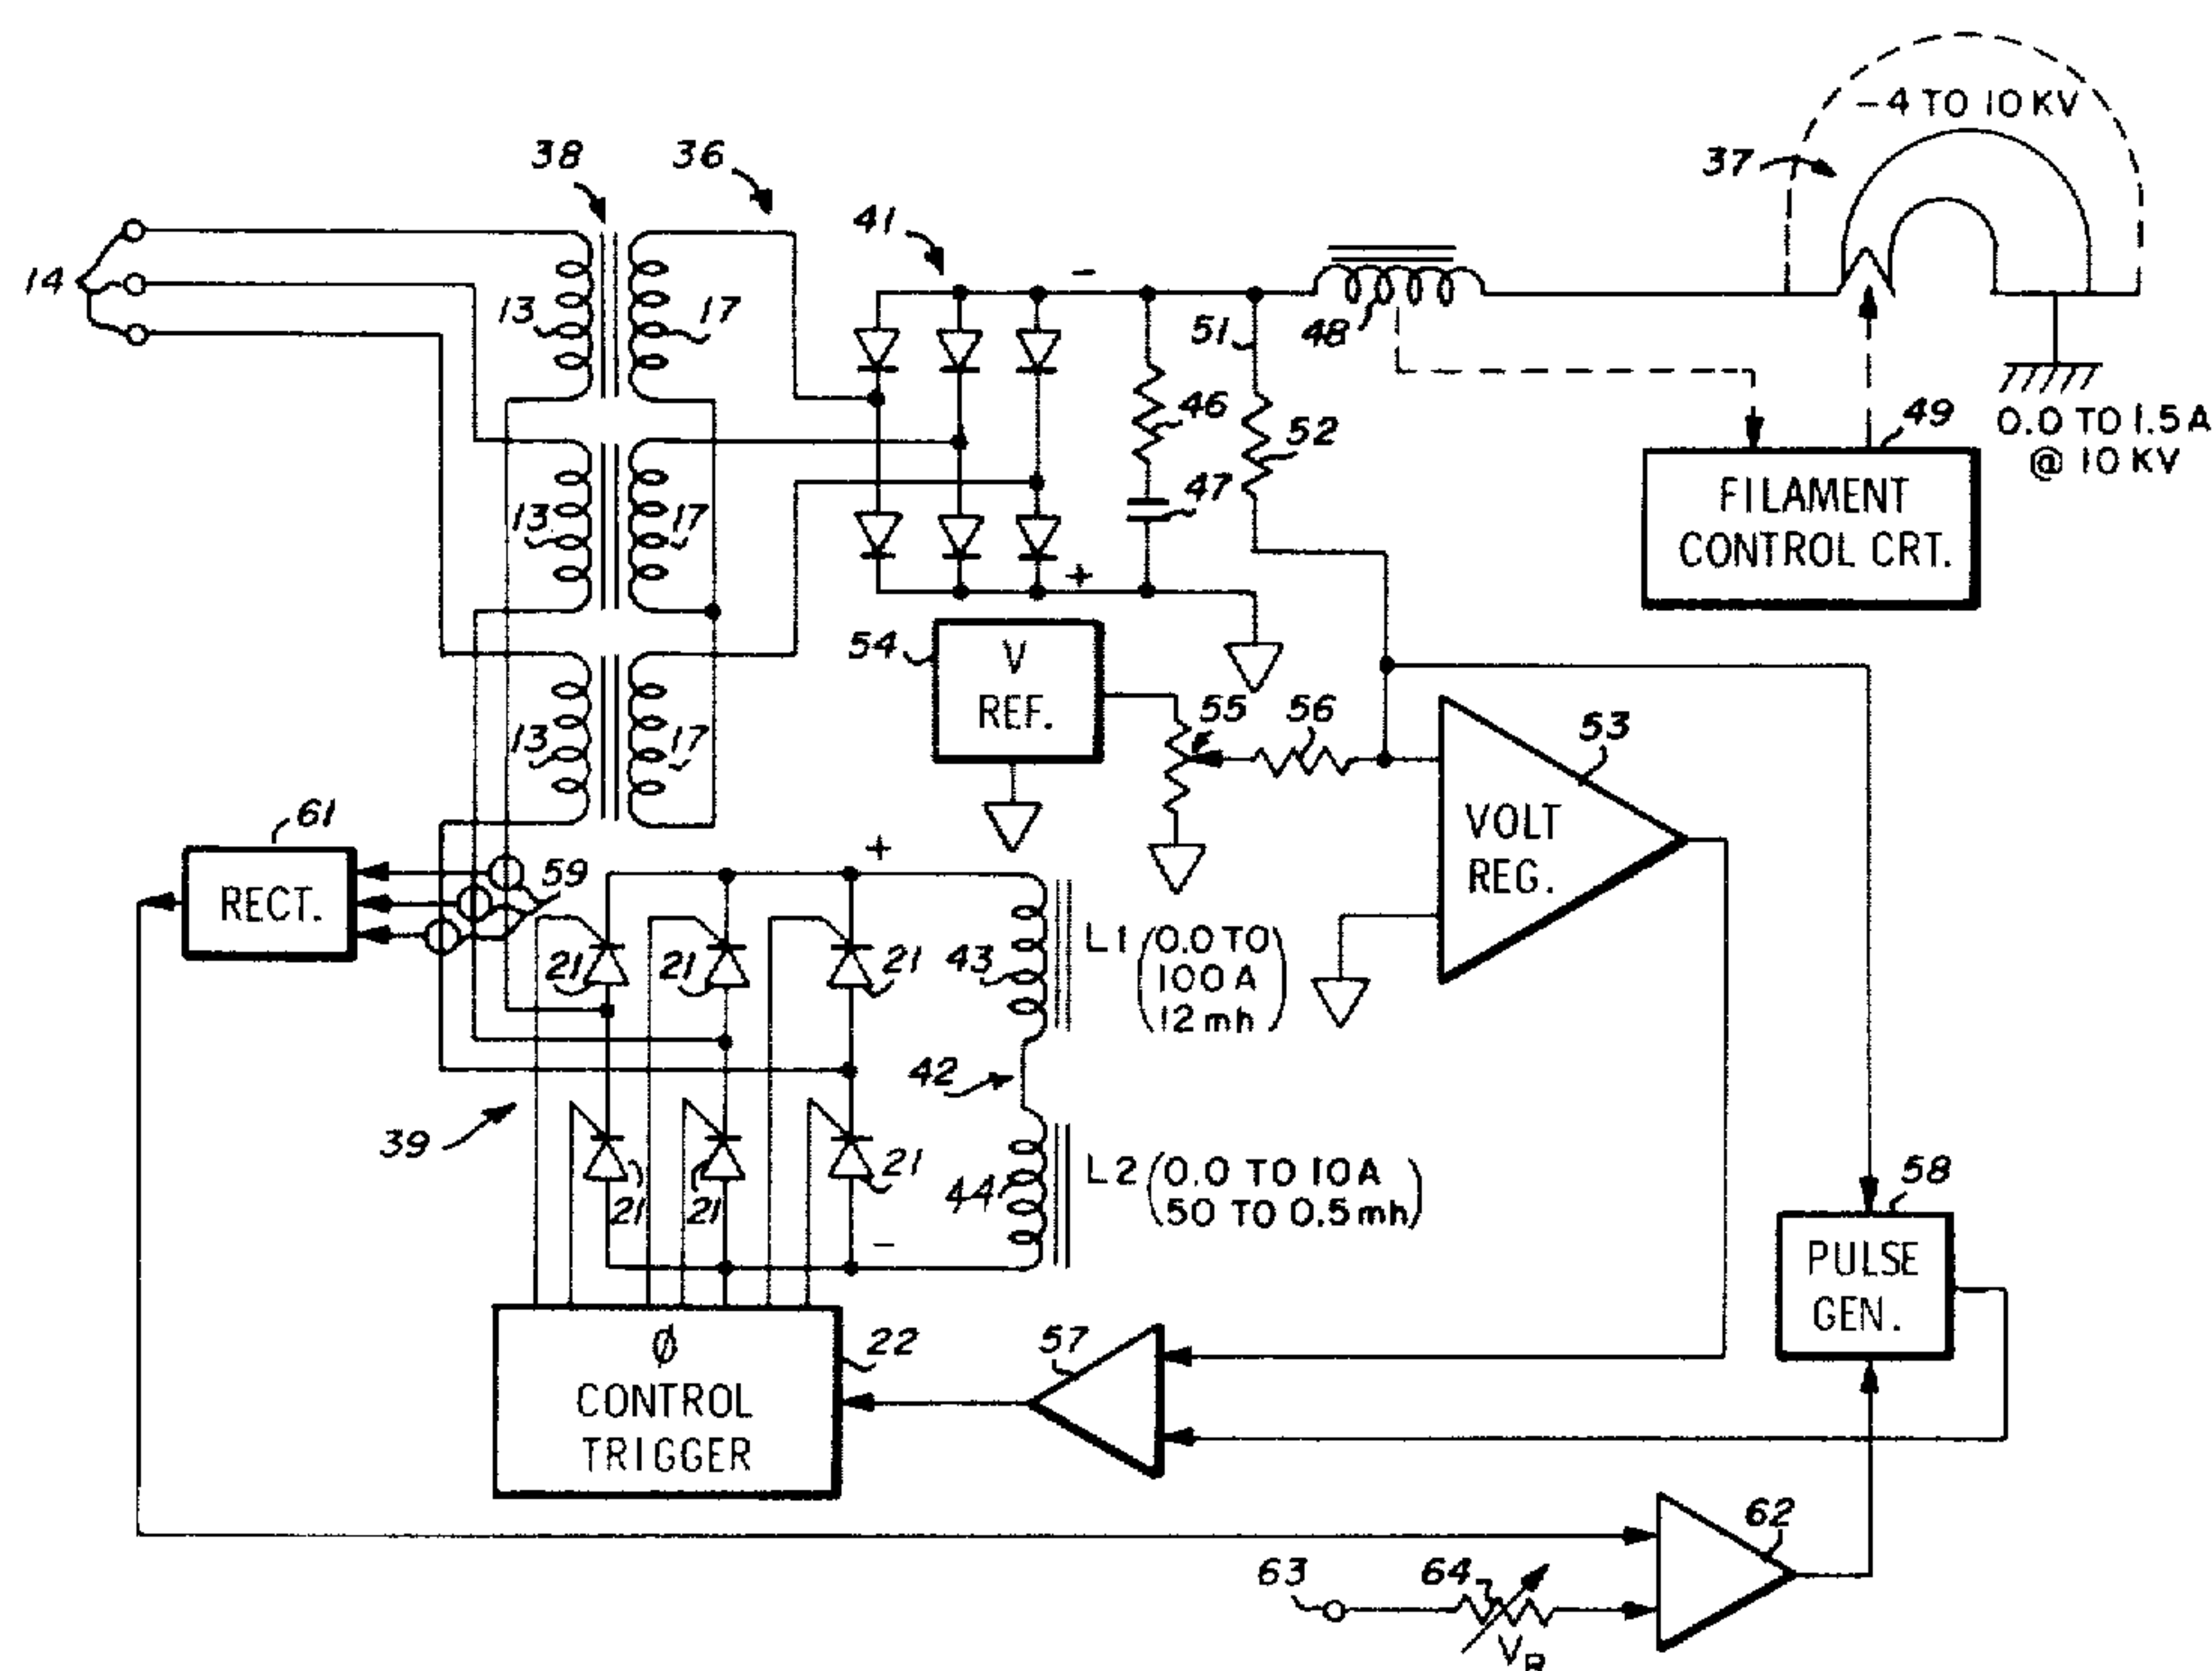 -4 TO 10 KV
38
36
37
41
14
13
17
-
51
48
46
52
49
0.0 TO 1.5 A
@ 10 KV
47
13
17
FILAMENT
CONTROL CRT.
+
54
V
REF.
55
56
53
13
17
61
VOLT
REG.
+
59
RECT.
21
21
21
43
L1 (0.0 TO
100 A
12 mh)
42
39
58
21
21
21
44
L2 (0.0 TO 10 A
50 TO 0.5 mh)
-
PULSE
GEN.
Ø
CONTROL
TRIGGER
22
57
62
63
64
VR